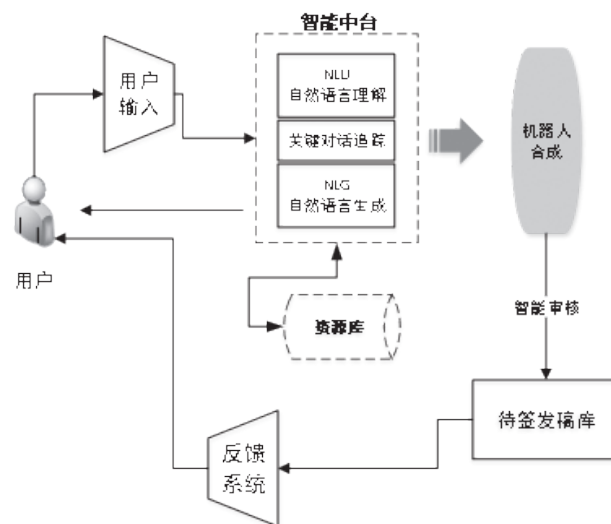 智能中台
用户
输入
NLU
自然语言理解
关键对话追踪
NLG
自然语言生成
机器人
合成
用户
资源库
智能审核
待签发稿库
反馈
系统